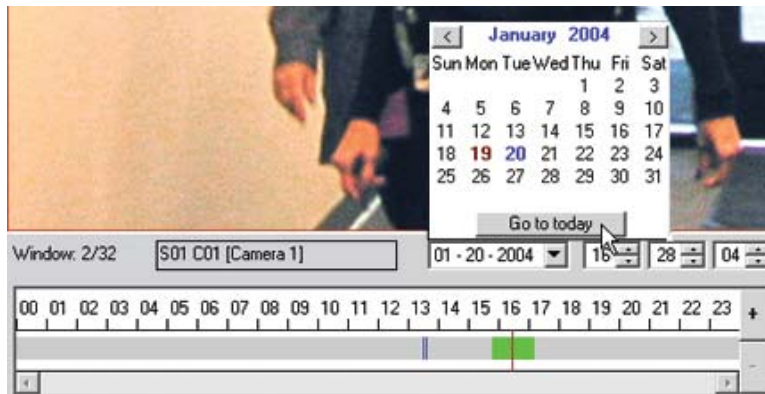 < January 2004 >
Sun Mon Tue Wed Thu Fri Sat
1 2 3
4 5 6 7 8 9 10
11 12 13 14 15 16 17
18 19 20 21 22 23 24
25 26 27 28 29 30 31
Go to today
Window: 2/32 S01 C01 [Camera 1] 01 - 20 - 2004 16 28 04
00 01 02 03 04 05 06 07 08 09 10 11 12 13 14 15 16 17 18 19 20 21 22 23 +
-